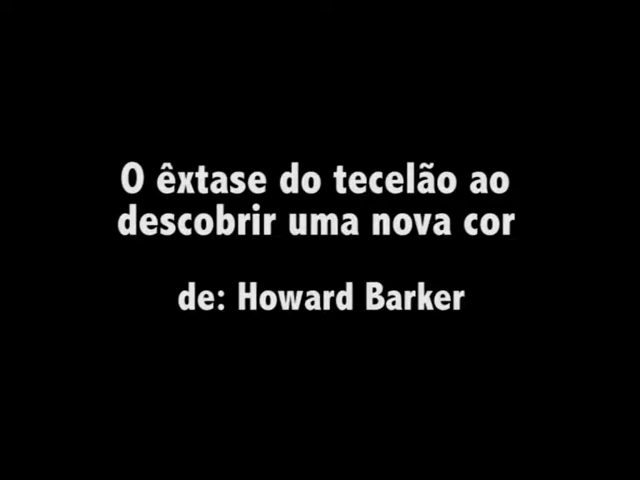 O êxtase do tecelão ao
descobrir uma nova cor
de: Howard Barker